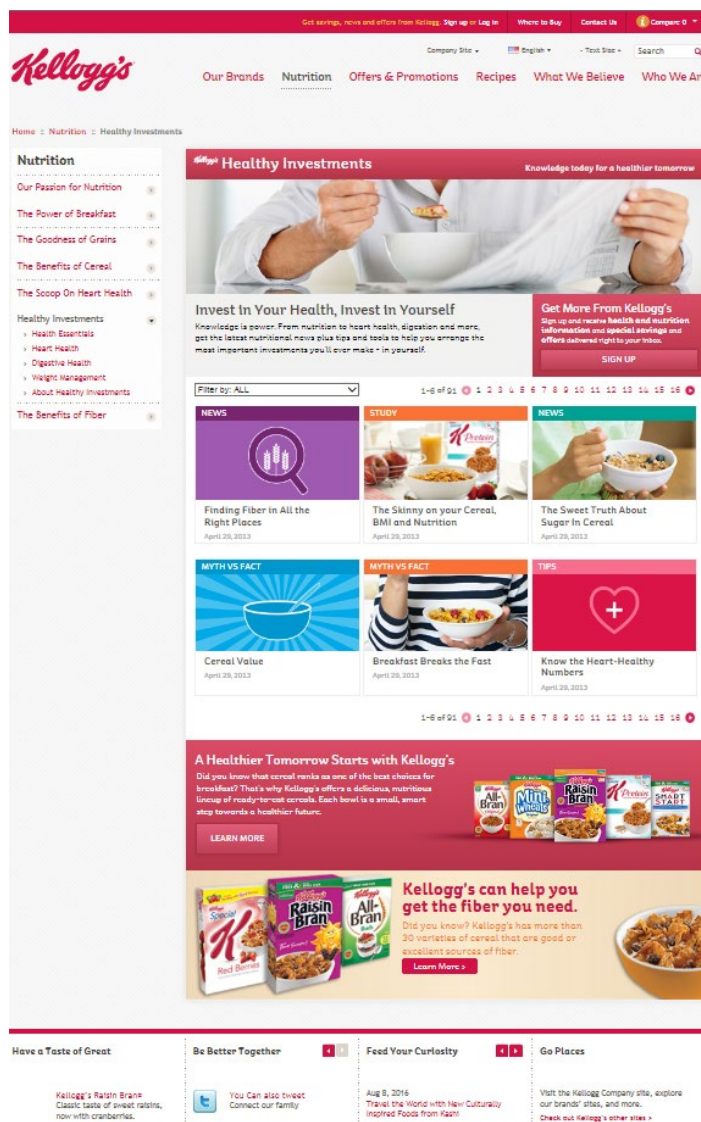 Get savings, news and offers from Kellogg. Sign up or Log in
Where to Buy
Contact Us
Compare 0
Kellogg's
Company Site
English
- Text Size +
Search
Our Brands
Nutrition
Offers & Promotions
Recipes
What We Believe
Who We Ar
Home :: Nutrition :: Healthy Investments
Nutrition
Our Passion for Nutrition
The Power of Breakfast
The Goodness of Grains
The Benefits of Cereal
The Scoop On Heart Health
Healthy Investments
Health Essentials
Heart Health
Digestive Health
Weight Management
About Healthy Investments
The Benefits of Fiber
Kellogg's Healthy Investments
Knowledge today for a healthier tomorrow
Invest in Your Health, Invest In Yourself
Knowledge is power. From nutrition to heart health, digestion and more,
get the latest nutritional news plus tips and tools to help you arrange the
most important investments you'll ever make - in yourself.
Get More From Kellogg's
Sign up and receive health and nutrition
information and special savings and
offers delivered right to your inbox.
SIGN UP
Filter by: ALL
1-6 of 91 1 2 3 4 5 6 7 8 9 10 11 12 13 14 15 16
NEWS
Finding Fiber in All the
Right Places
April 29, 2013
STUDY
K Protein
The Skinny on your Cereal,
BMI and Nutrition
April 29, 2013
NEWS
The Sweet Truth About
Sugar In Cereal
April 29, 2013
MYTH VS FACT
Cereal Value
April 29, 2013
MYTH VS FACT
Breakfast Breaks the Fast
April 29, 2013
TIPS
Know the Heart-Healthy
Numbers
April 29, 2013
1-6 of 91 1 2 3 4 5 6 7 8 9 10 11 12 13 14 15 16
A Healthier Tomorrow Starts with Kellogg's
Did you know that cereal ranks as one of the best choices for
breakfast? That's why Kellogg's offers a delicious, nutritious
lineup of ready-to-eat cereals. Each bowl is a small, smart
step towards a healthier future.
LEARN MORE
All-
Bran
Mini
Wheats
Raisin
Bran
K Protein
SMART
START
Special
K
Red Berries
Kellogg's
Raisin
Bran
Kellogg's
All-
Bran
Kellogg's can help you
get the fiber you need.
Did you know? Kellogg's has more than
30 varieties of cereal that are good or
excellent sources of fiber.
Learn More >
Have a Taste of Great
Kellogg's Raisin Bran®
Classic taste of sweet raisins,
now with cranberries.
Be Better Together
You Can also tweet
Connect our family
Feed Your Curiosity
Aug 8, 2016
Travel the World with New Culturally
Inspired Foods from Kashi
Go Places
Visit the Kellogg Company site, explore
our brands' sites, and more.
Check out Kellogg's other sites >